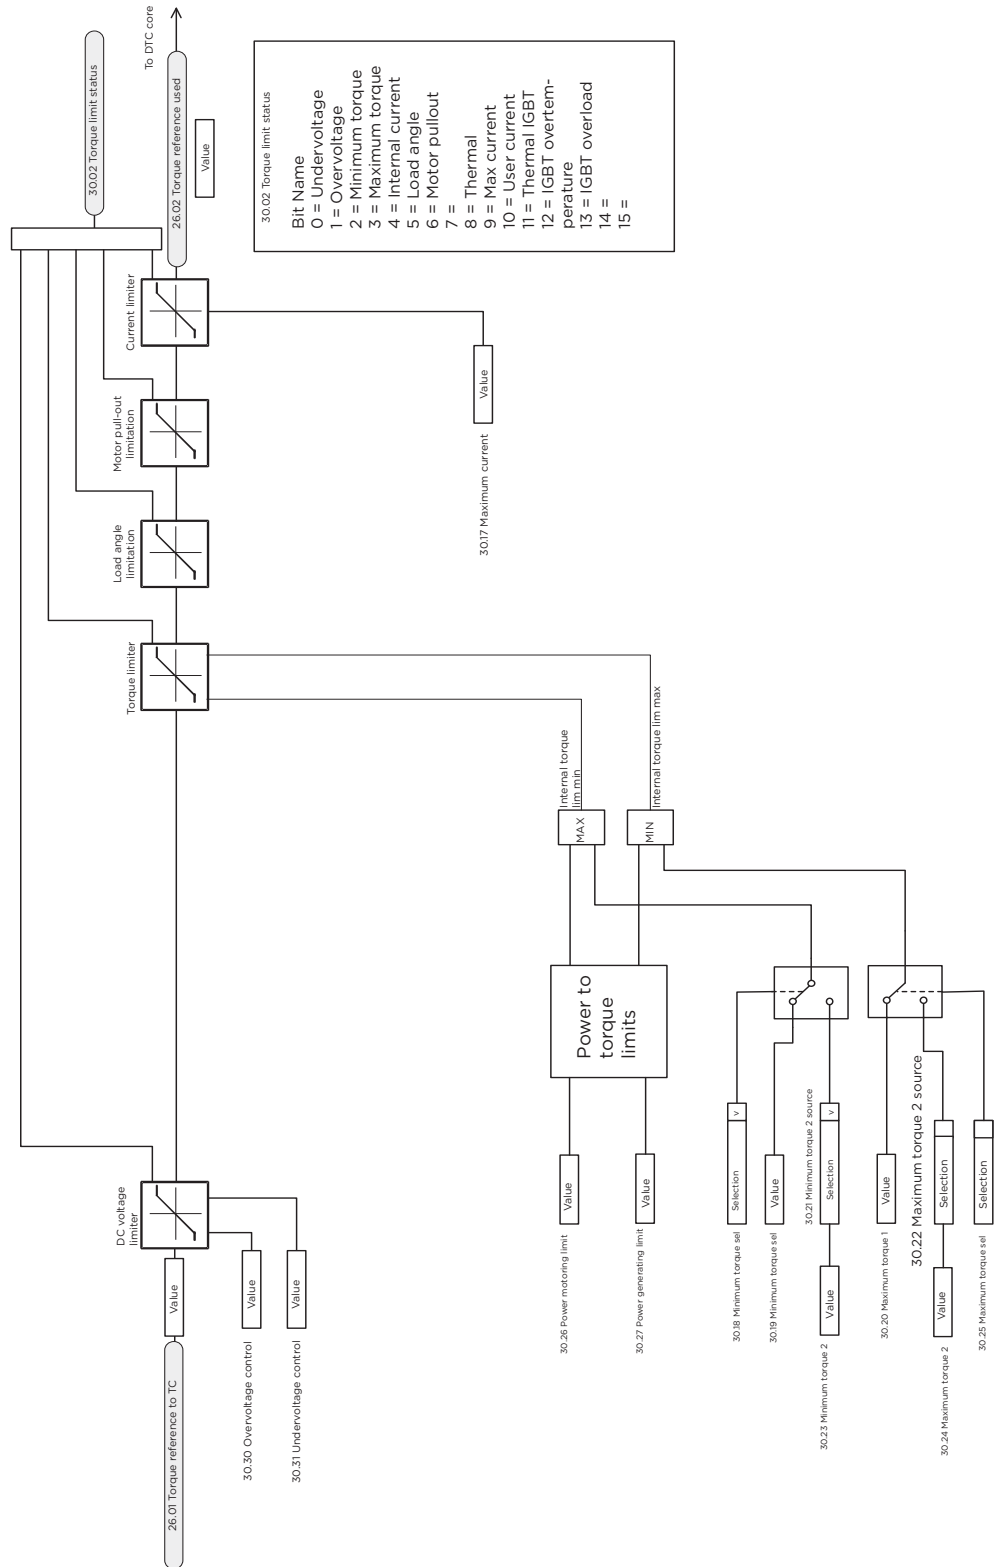 30.02 Torque limit status
To DTC core
26.02 Torque reference used
Value
Current limiter
Motor pull-out
limitation
Load angle
limitation
Torque limiter
DC voltage
limiter
Value
26.01 Torque reference to TC
Value
30.30 Overvoltage control
Value
30.31 Undervoltage control
30.02 Torque limit status
Bit Name
0 = Undervoltage
1 = Overvoltage
2 = Minimum torque
3 = Maximum torque
4 = Internal current
5 = Load angle
6 = Motor pullout
7 =
8 = Thermal
9 = Max current
10 = User current
11 = Thermal IGBT
12 = IGBT overtem-
perature
13 = IGBT overload
14 =
15 =
Value
30.17 Maximum current
Internal torque
lim min
Internal torque lim max
MAX
MIN
Power to
torque
limits
Value
30.26 Power motoring limit
Value
30.27 Power generating limit
v
Selection
30.18 Minimum torque sel
Value
30.19 Minimum torque sel
30.21 Minimum torque 2 source
v
Selection
Value
30.23 Minimum torque 2
Value
30.20 Maximum torque 1
30.22 Maximum torque 2 source
Selection
Value
30.24 Maximum torque 2
Selection
30.25 Maximum torque sel